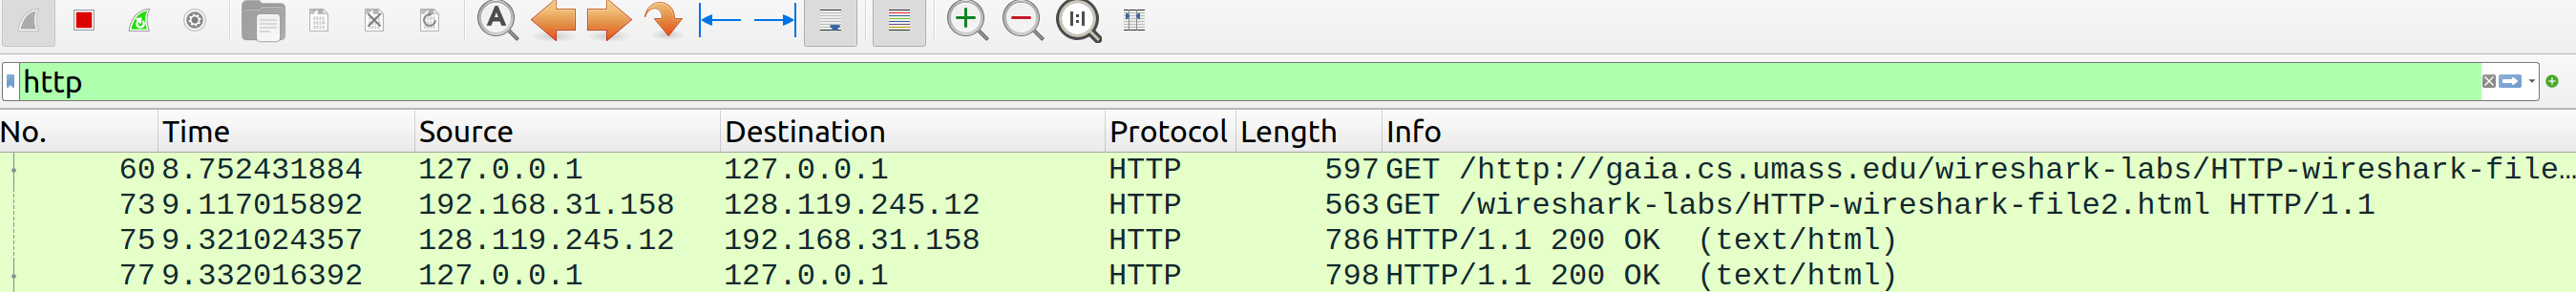 http
No. Time Source Destination Protocol Length Info
60 8.752431884 127.0.0.1 127.0.0.1 HTTP 597 GET /http://gaia.cs.umass.edu/wireshark-labs/HTTP-wireshark-file…
73 9.117015892 192.168.31.158 128.119.245.12 HTTP 563 GET /wireshark-labs/HTTP-wireshark-file2.html HTTP/1.1
75 9.321024357 128.119.245.12 192.168.31.158 HTTP 786 HTTP/1.1 200 OK (text/html)
77 9.332016392 127.0.0.1 127.0.0.1 HTTP 798 HTTP/1.1 200 OK (text/html)